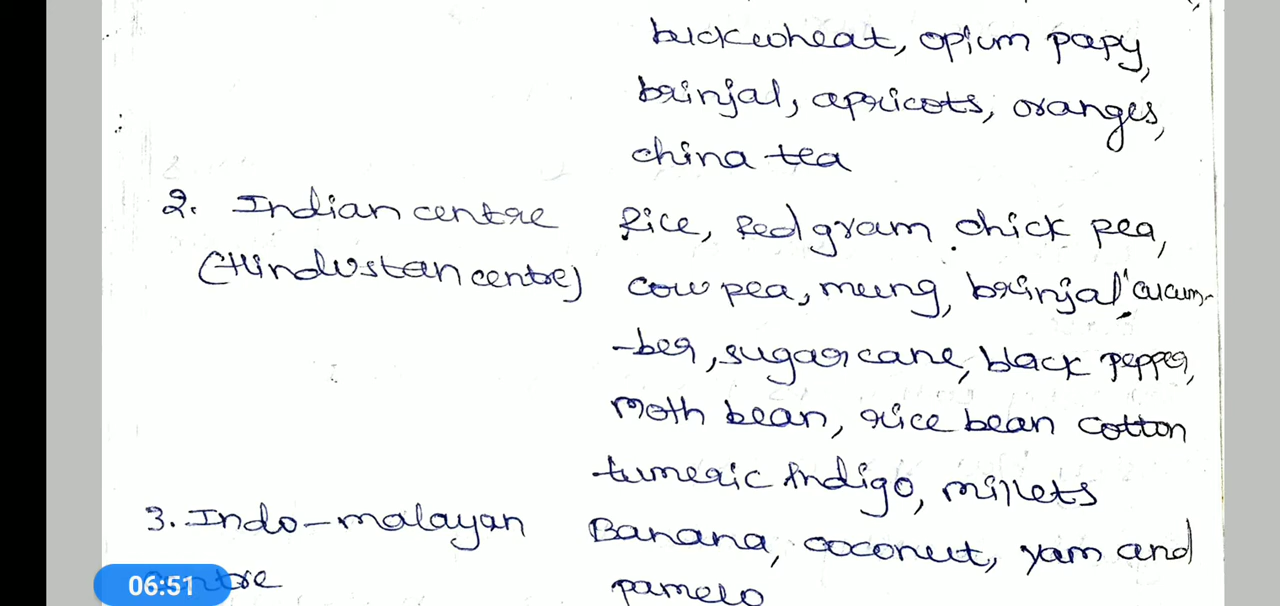 buckwheat, opium papy,
brinjal, apricots, oranges,
china tea
2. Indian centre Rice, Redgram chick pea,
(Hindustan centre) cow pea, mung, brinjal, cucum-
-ber, sugarcane, black pepper,
Moth bean, rice bean cotton
tumeric Indigo, millets
3. Indo-malayan Banana, coconut, yam and
centre pamelo
06:51